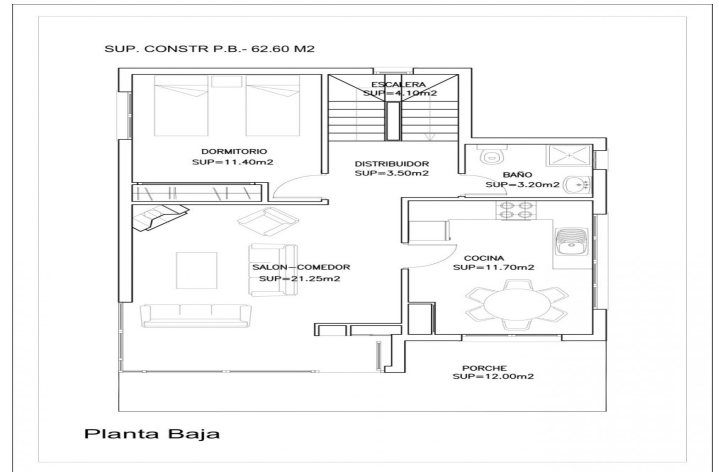 SUP. CONSTR P.B.- 62.60 M2
ESCALERA
SUP=4.10m2
DORMITORIO
SUP=11.40m2
DISTRIBUIDOR
SUP=3.50m2
BAÑO
SUP=3.20m2
SALON-COMEDOR
SUP=21.25m2
COCINA
SUP=11.70m2
PORCHE
SUP=12.00m2
Planta Baja